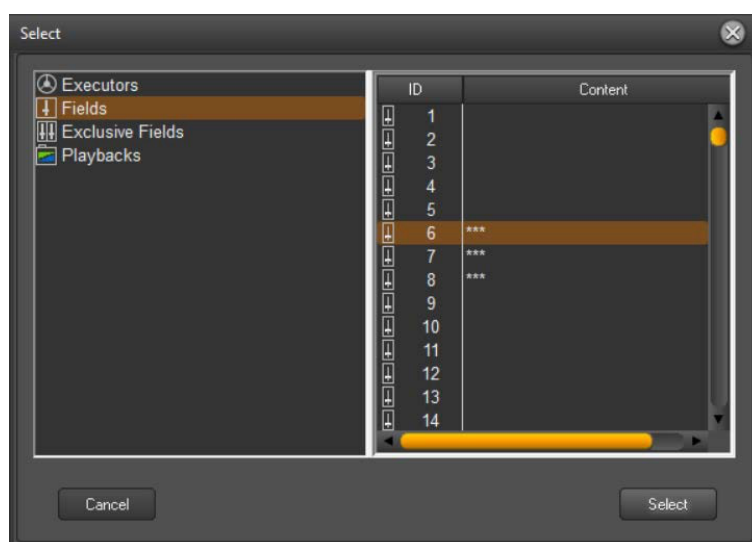 Select
Executors
Fields
Exclusive Fields
Playbacks
ID Content
1
2
3
4
5
6 ***
7 ***
8 ***
9
10
11
12
13
14
Cancel Select